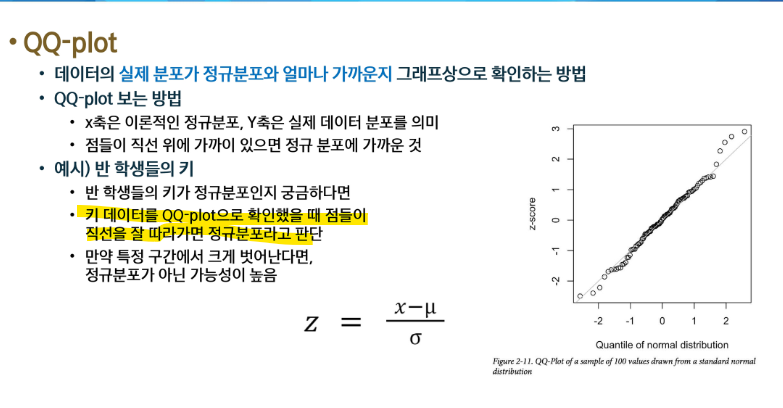 • QQ-plot
• 데이터의 실제 분포가 정규분포와 얼마나 가까운지 그래프상으로 확인하는 방법
• QQ-plot 보는 방법
• x축은 이론적인 정규분포, Y축은 실제 데이터 분포를 의미
• 점들이 직선 위에 가까이 있으면 정규 분포에 가까운 것
• 예시) 반 학생들의 키
• 반 학생들의 키가 정규분포인지 궁금하다면
• 키 데이터를 QQ-plot으로 확인했을 때 점들이
직선을 잘 따라가면 정규분포라고 판단
• 만약 특정 구간에서 크게 벗어난다면,
정규분포가 아닌 가능성이 높음
z = (x−μ)/σ
3
2
1
0
-1
-2
z-score
-2 -1 0 1 2
Quantile of normal distribution
Figure 2-11. QQ-Plot of a sample of 100 values drawn from a standard normal
distribution